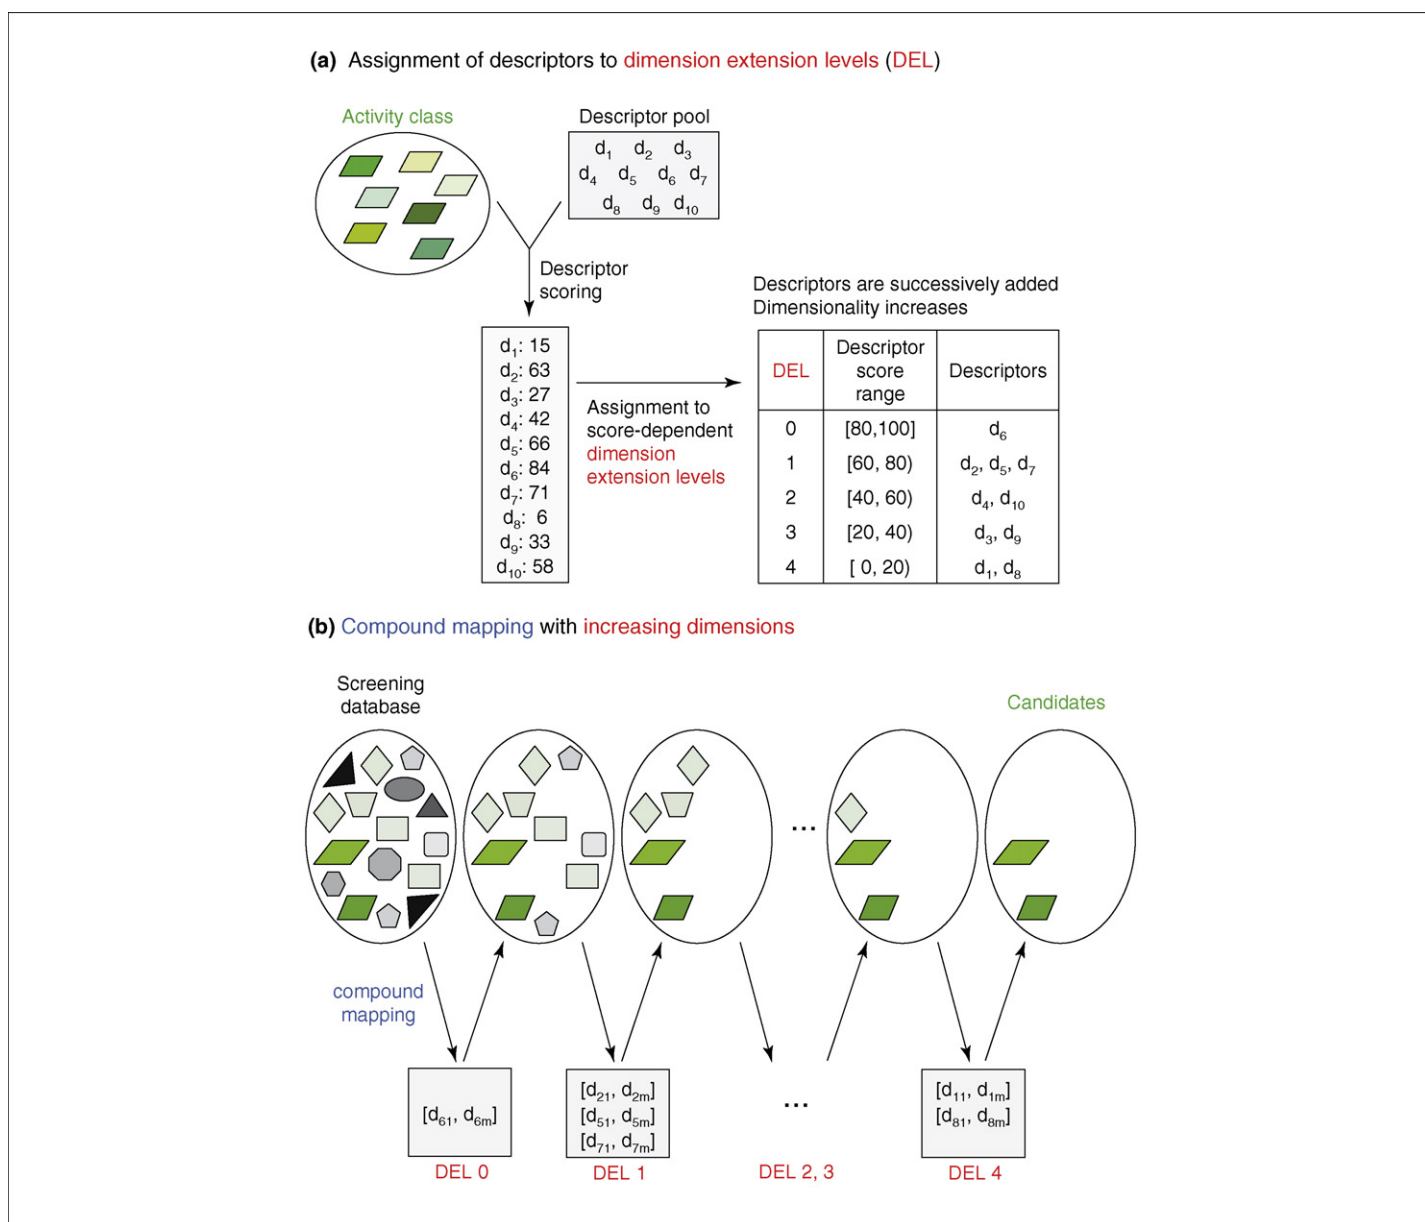 (a) Assignment of descriptors to dimension extension levels (DEL)
Activity class
Descriptor pool
d1 d2 d3
d4 d5 d6 d7
d8 d9 d10
Descriptor
scoring
d1: 15
d2: 63
d3: 27
d4: 42
d5: 66
d6: 84
d7: 71
d8: 6
d9: 33
d10: 58
Assignment to
score-dependent
dimension
extension levels
Descriptors are successively added
Dimensionality increases
DEL Descriptor score range Descriptors
0 [80,100] d6
1 [60, 80) d2, d5, d7
2 [40, 60) d4, d10
3 [20, 40) d3, d9
4 [ 0, 20) d1, d8
(b) Compound mapping with increasing dimensions
Screening
database
Candidates
...
compound
mapping
[d61, d6m]
DEL 0
[d21, d2m]
[d51, d5m]
[d71, d7m]
DEL 1
...
DEL 2, 3
[d11, d1m]
[d81, d8m]
DEL 4